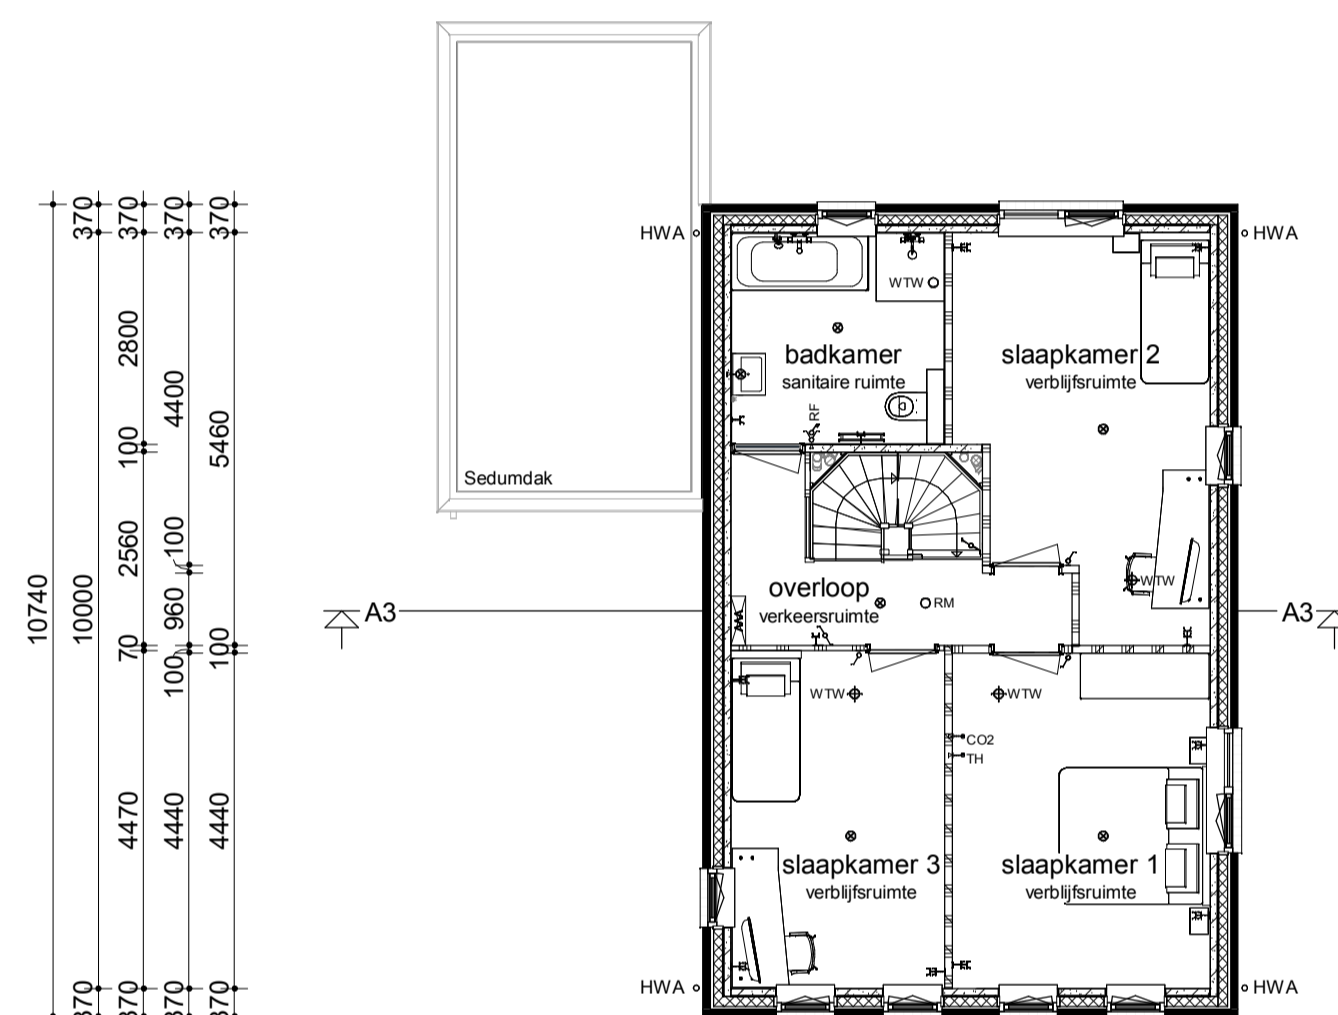 10740
370
10000
370
370
2800
100
2560
70
4470
370
370
4400
100
960
100
4440
370
370
5460
100
4440
370
HWA
HWA
WTW
badkamer
sanitaire ruimte
slaapkamer 2
verblijfsruimte
RF
Sedumdak
WTW
overloop
verkeersruimte
RM
A3
A3
WTW
WTW
CO2
TH
slaapkamer 3
verblijfsruimte
slaapkamer 1
verblijfsruimte
HWA
HWA